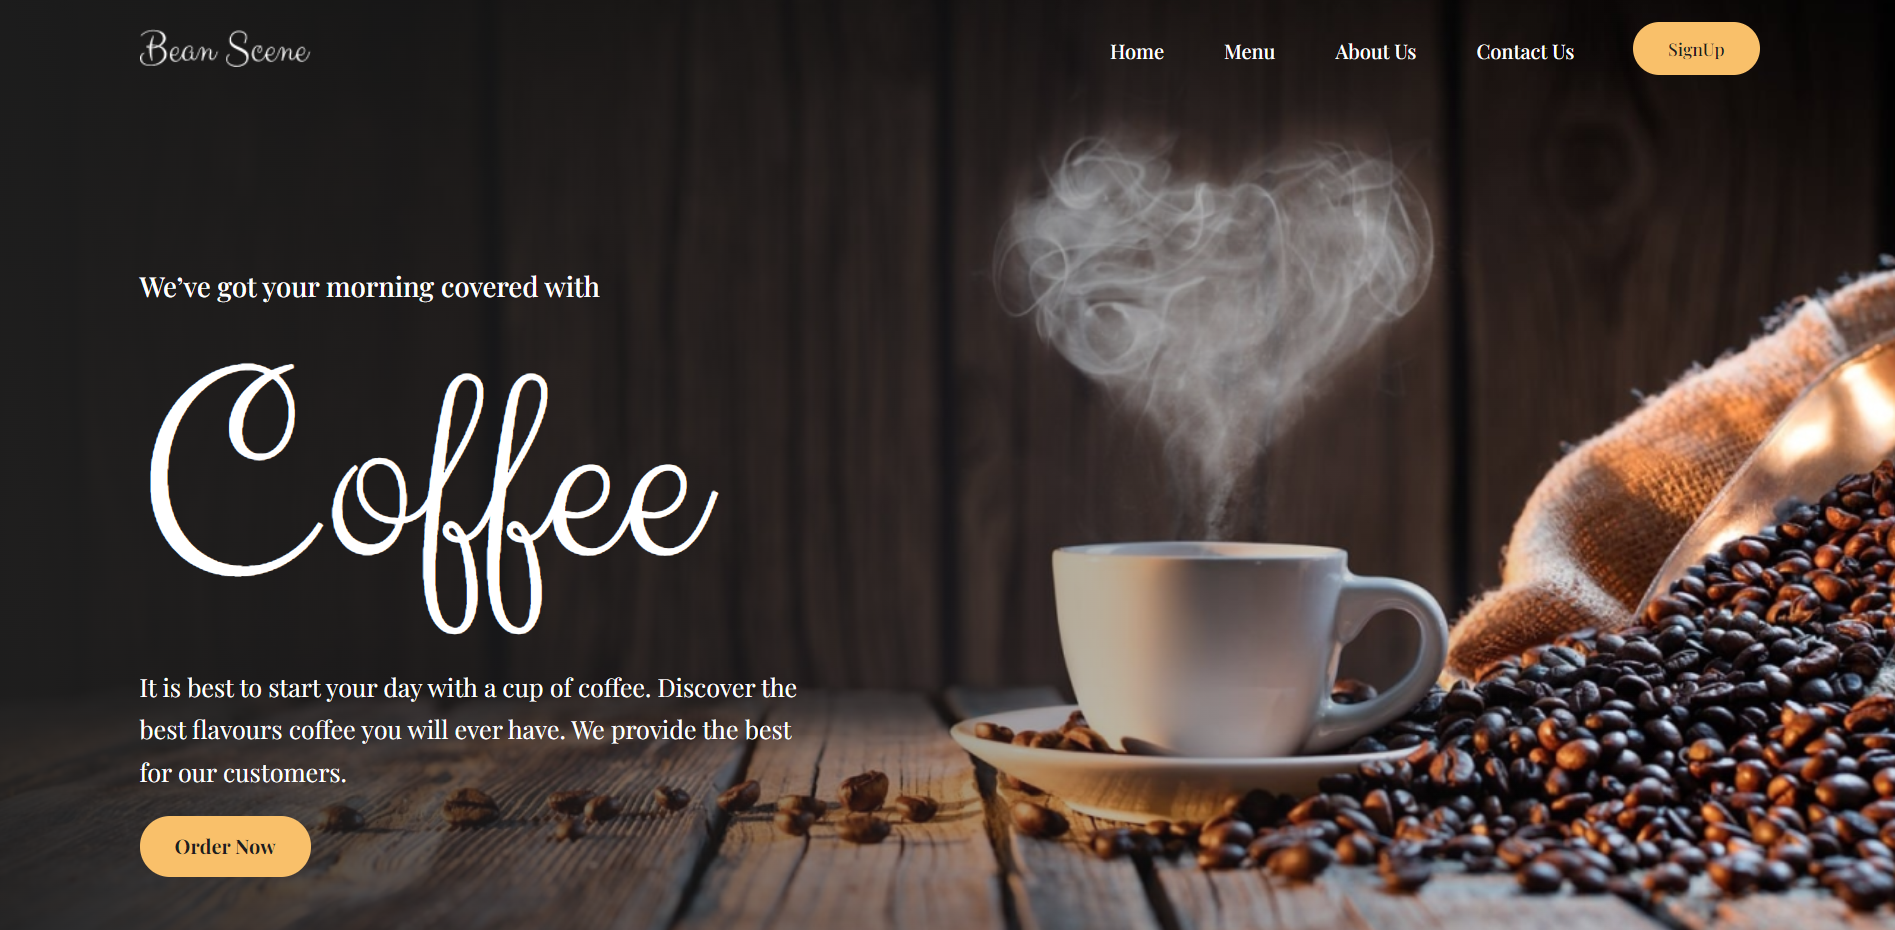 Bean Scene
Home
Menu
About Us
Contact Us
SignUp
We’ve got your morning covered with
Coffee
It is best to start your day with a cup of coffee. Discover the
best flavours coffee you will ever have. We provide the best
for our customers.
Order Now